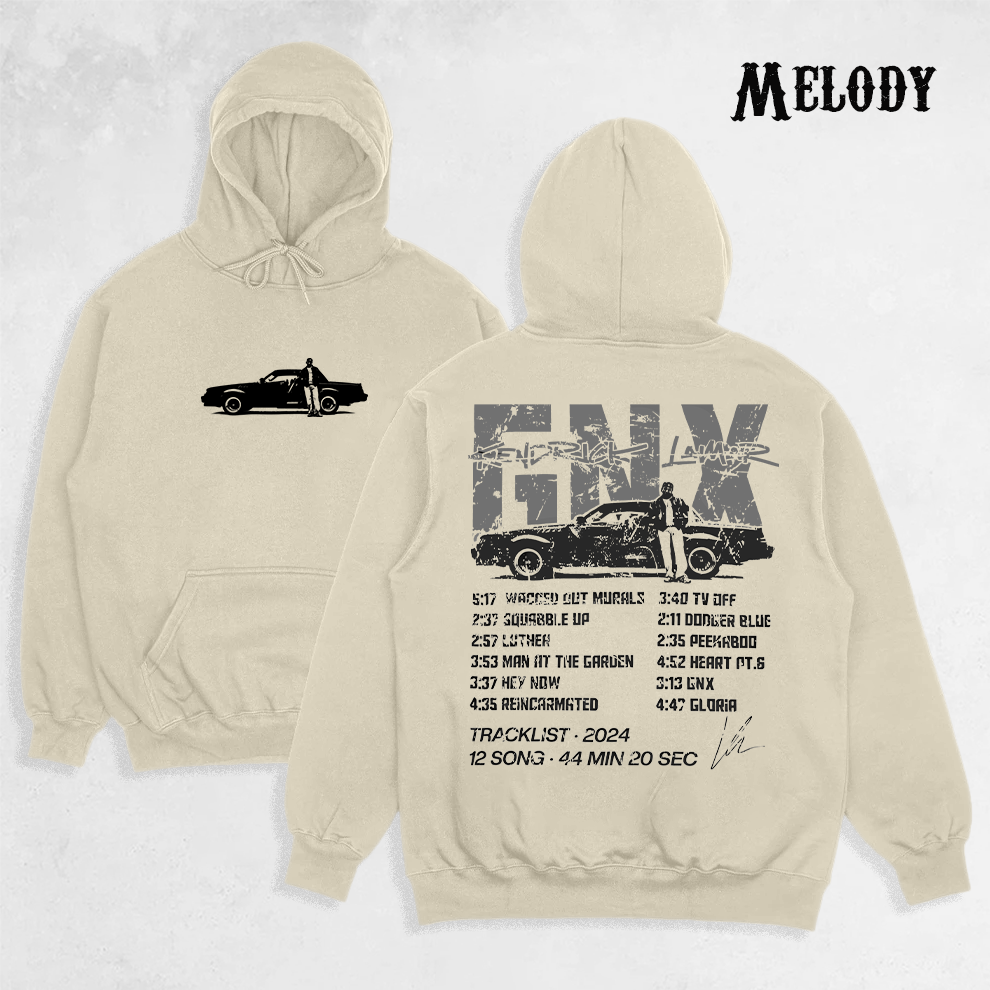 MELODY
GNX
KENDRICK LAMAR
5:17 WACCED OUT MURALS 3:40 TV OFF
2:37 SQUABBLE UP 2:11 DODGER BLUE
2:57 LUTHER 2:35 PEEKABOO
3:53 MAN AT THE GARDEN 4:52 HEART PT.6
3:37 HEY NOW 3:13 GNX
4:35 REINCARNATED 4:47 GLORIA
TRACKLIST · 2024
12 SONG · 44 MIN 20 SEC